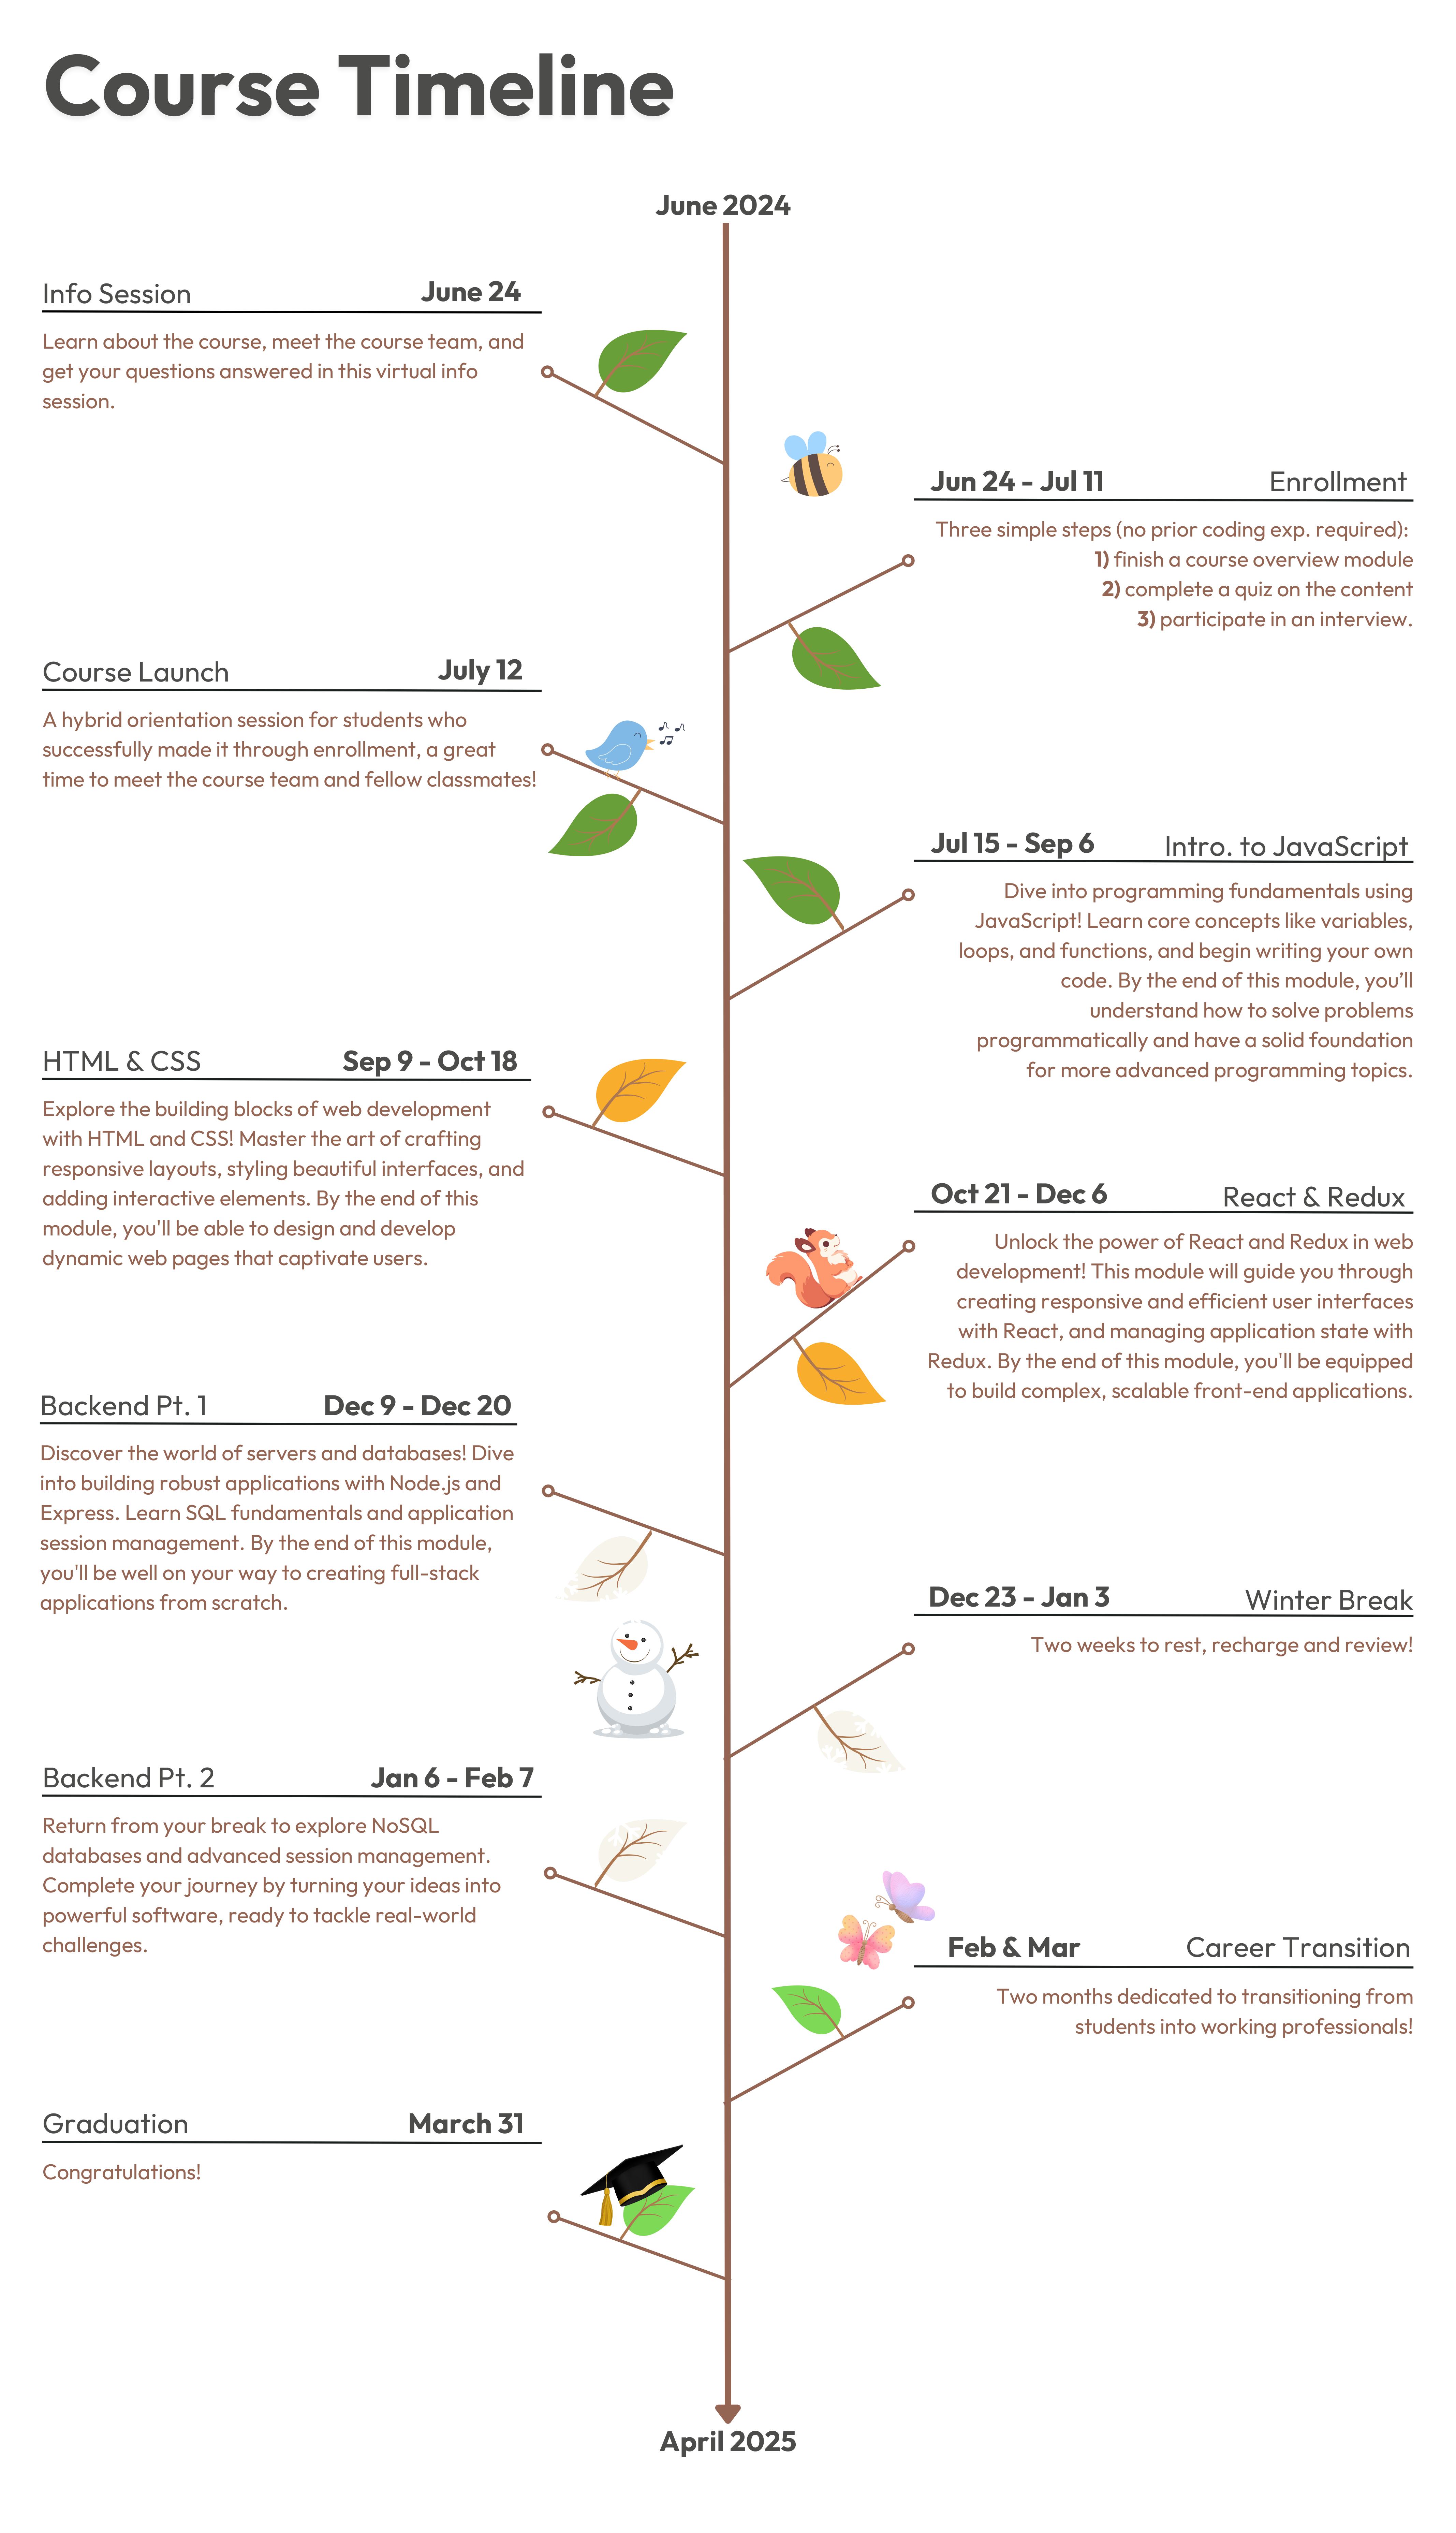 Course Timeline
June 2024
Info Session June 24
Learn about the course, meet the course team, and
get your questions answered in this virtual info
session.
Jun 24 - Jul 11 Enrollment
Three simple steps (no prior coding exp. required):
1) finish a course overview module
2) complete a quiz on the content
3) participate in an interview.
Course Launch July 12
A hybrid orientation session for students who
successfully made it through enrollment, a great
time to meet the course team and fellow classmates!
Jul 15 - Sep 6 Intro. to JavaScript
Dive into programming fundamentals using
JavaScript! Learn core concepts like variables,
loops, and functions, and begin writing your own
code. By the end of this module, you’ll
understand how to solve problems
programmatically and have a solid foundation
for more advanced programming topics.
HTML & CSS Sep 9 - Oct 18
Explore the building blocks of web development
with HTML and CSS! Master the art of crafting
responsive layouts, styling beautiful interfaces, and
adding interactive elements. By the end of this
module, you'll be able to design and develop
dynamic web pages that captivate users.
Oct 21 - Dec 6 React & Redux
Unlock the power of React and Redux in web
development! This module will guide you through
creating responsive and efficient user interfaces
with React, and managing application state with
Redux. By the end of this module, you'll be equipped
to build complex, scalable front-end applications.
Backend Pt. 1 Dec 9 - Dec 20
Discover the world of servers and databases! Dive
into building robust applications with Node.js and
Express. Learn SQL fundamentals and application
session management. By the end of this module,
you'll be well on your way to creating full-stack
applications from scratch.
Dec 23 - Jan 3 Winter Break
Two weeks to rest, recharge and review!
Backend Pt. 2 Jan 6 - Feb 7
Return from your break to explore NoSQL
databases and advanced session management.
Complete your journey by turning your ideas into
powerful software, ready to tackle real-world
challenges.
Feb & Mar Career Transition
Two months dedicated to transitioning from
students into working professionals!
Graduation March 31
Congratulations!
April 2025